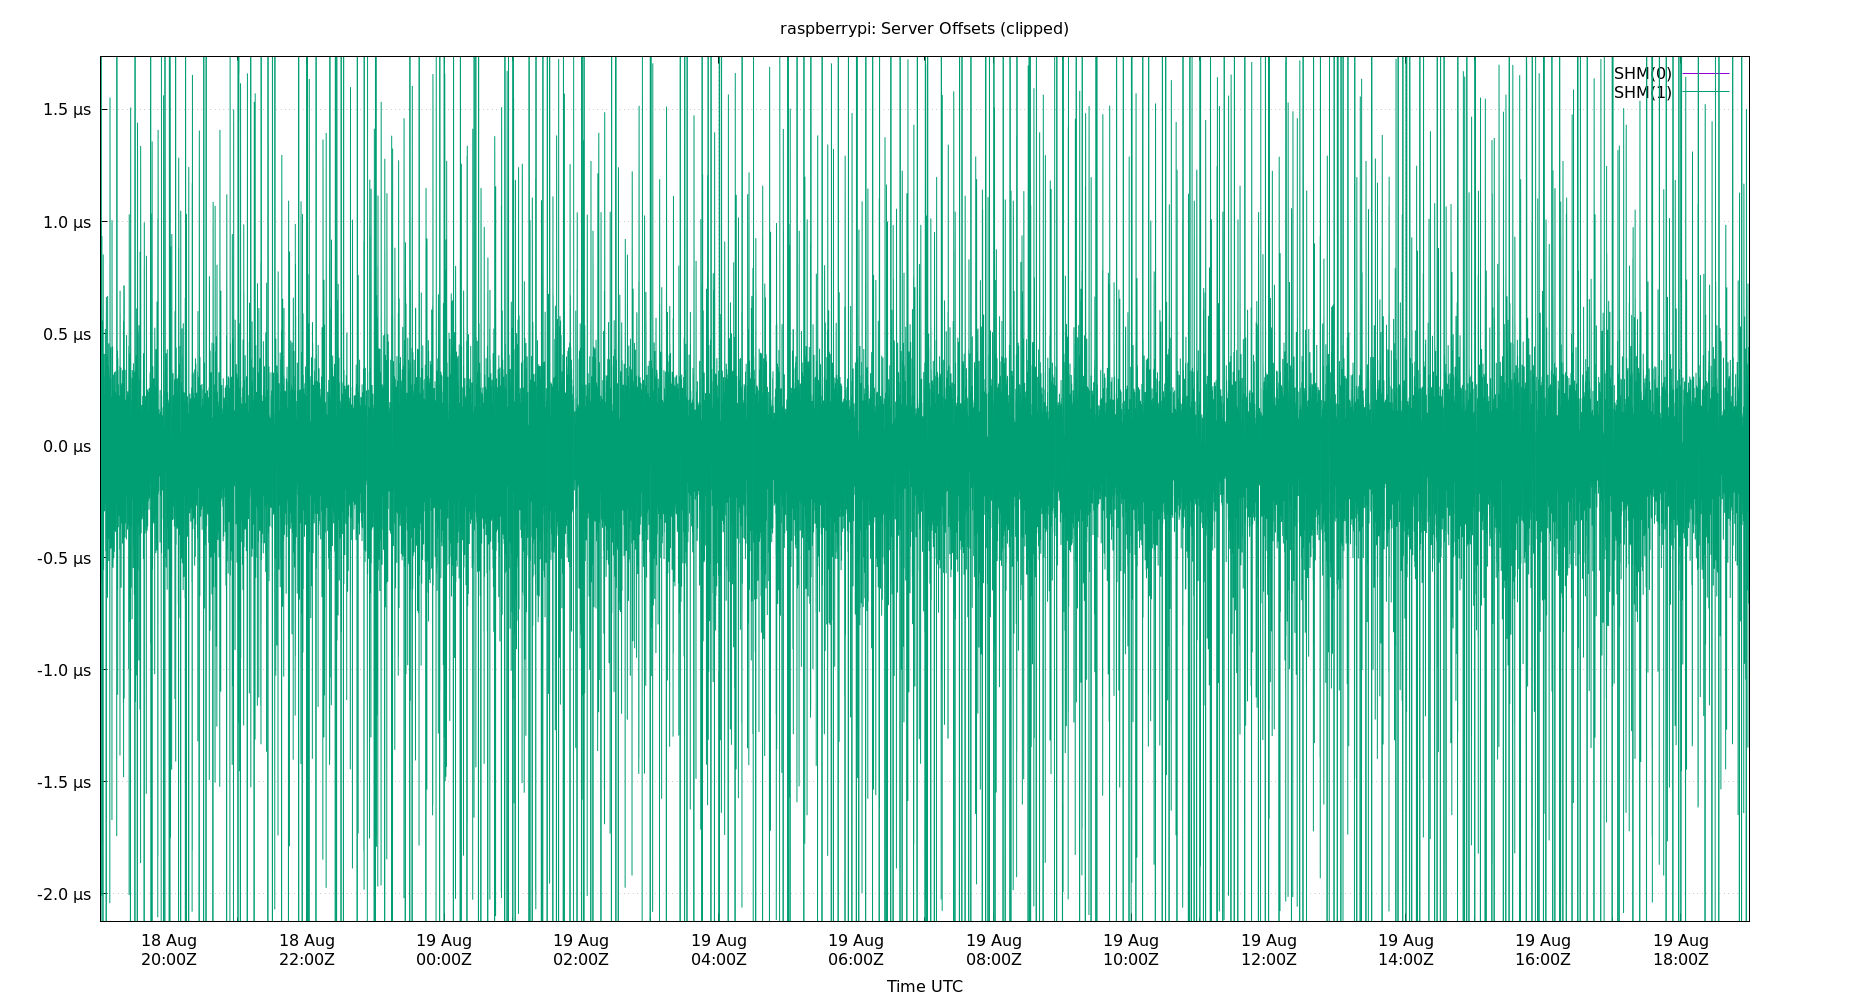 raspberrypi: Server Offsets (clipped)
SHM(0)
SHM(1)
1.5 µs
1.0 µs
0.5 µs
0.0 µs
-0.5 µs
-1.0 µs
-1.5 µs
-2.0 µs
18 Aug 18 Aug 19 Aug 19 Aug 19 Aug 19 Aug 19 Aug 19 Aug 19 Aug 19 Aug 19 Aug 19 Aug
20:00Z 22:00Z 00:00Z 02:00Z 04:00Z 06:00Z 08:00Z 10:00Z 12:00Z 14:00Z 16:00Z 18:00Z
Time UTC